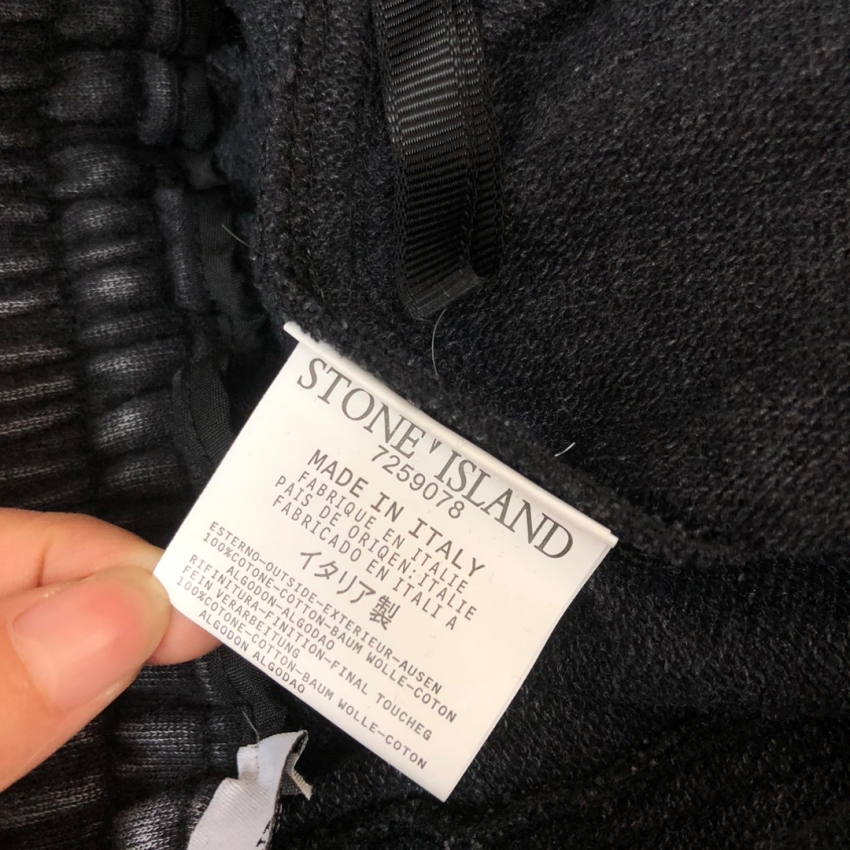 STONE ISLAND
7259078
MADE IN ITALY
FABRIQUE EN ITALIE
PAIS DE ORIGEN:ITALIE
FABRICADO EN ITALI A
イタリア製
ESTERNO-OUTSIDE-EXTERIEUR-AUSEN
100%COTONE-COTTON-BAUM WOLLE-COTON
ALGODON-ALGODAO
RIFINITURA-FINITION-FINAL TOUCHEG
FEIN VERARBEITUNG
100%COTONE-COTTON-BAUM WOLLE-COTON
ALGODON ALGODAO